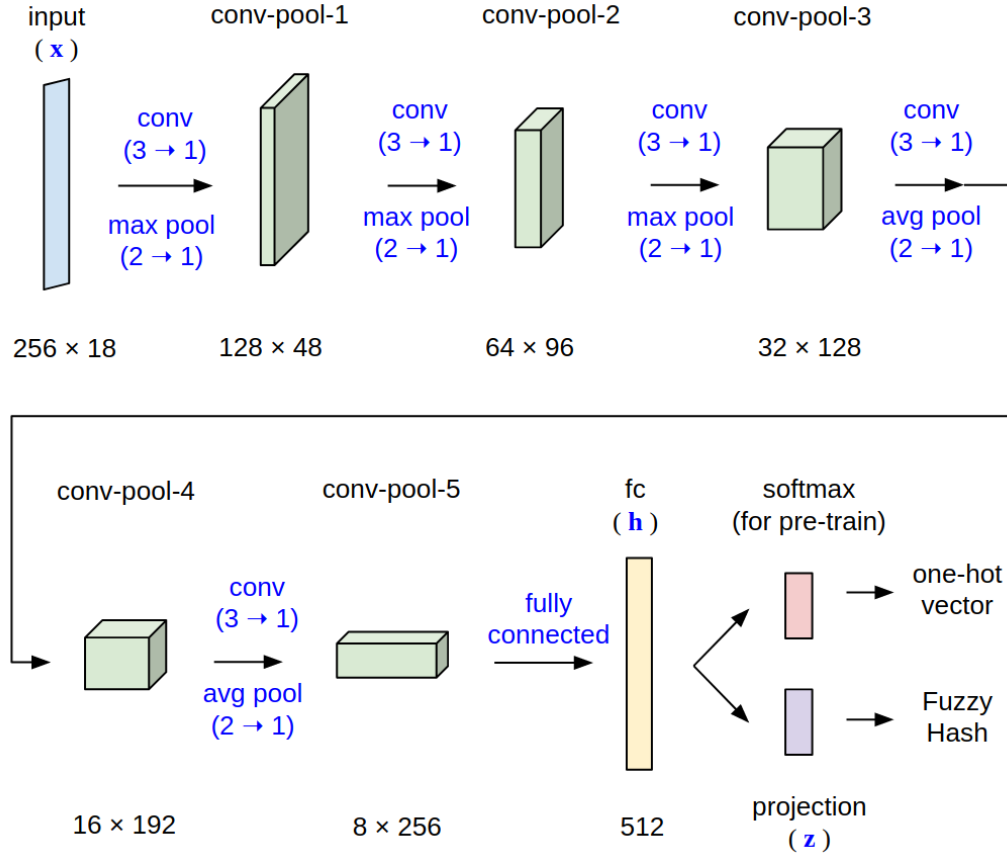 input
( x )
conv-pool-1
conv-pool-2
conv-pool-3
conv
(3 → 1)
max pool
(2 → 1)
conv
(3 → 1)
max pool
(2 → 1)
conv
(3 → 1)
max pool
(2 → 1)
conv
(3 → 1)
avg pool
(2 → 1)
256 × 18
128 × 48
64 × 96
32 × 128
conv-pool-4
conv-pool-5
fc
( h )
softmax
(for pre-train)
conv
(3 → 1)
avg pool
(2 → 1)
fully
connected
one-hot
vector
Fuzzy
Hash
16 × 192
8 × 256
512
projection
( z )